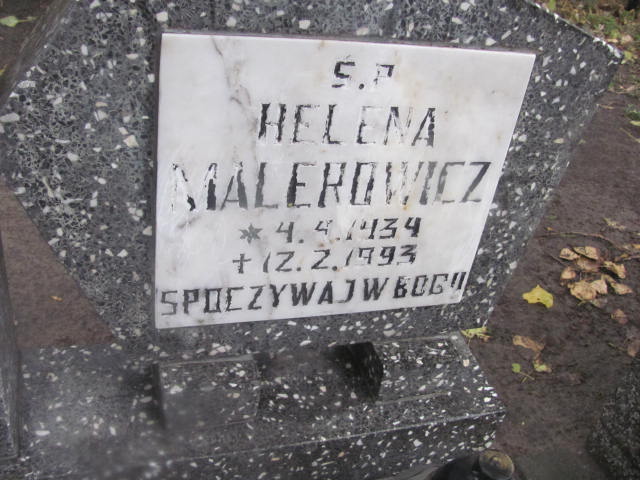 Ś.P.
HELENA
MALEROWICZ
* 4.4.1934
+ 12.2.1993
SPOCZYWAJ W BOGU